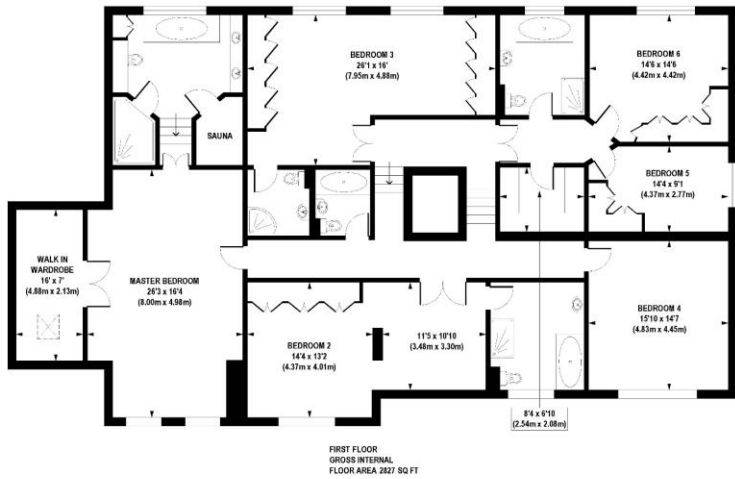 BEDROOM 3
26'1 x 16'
(7.95m x 4.88m)
BEDROOM 6
14'6 x 14'6
(4.42m x 4.42m)
SAUNA
BEDROOM 5
14'4 x 9'1
(4.37m x 2.77m)
WALK IN
WARDROBE
16' x 7'
(4.88m x 2.13m)
MASTER BEDROOM
26'3 x 16'4
(8.00m x 4.98m)
BEDROOM 2
14'4 x 13'2
(4.37m x 4.01m)
11'5 x 10'10
(3.48m x 3.30m)
BEDROOM 4
15'10 x 14'7
(4.83m x 4.45m)
8'4 x 6'10
(2.54m x 2.08m)
FIRST FLOOR
GROSS INTERNAL
FLOOR AREA 2827 SQ FT